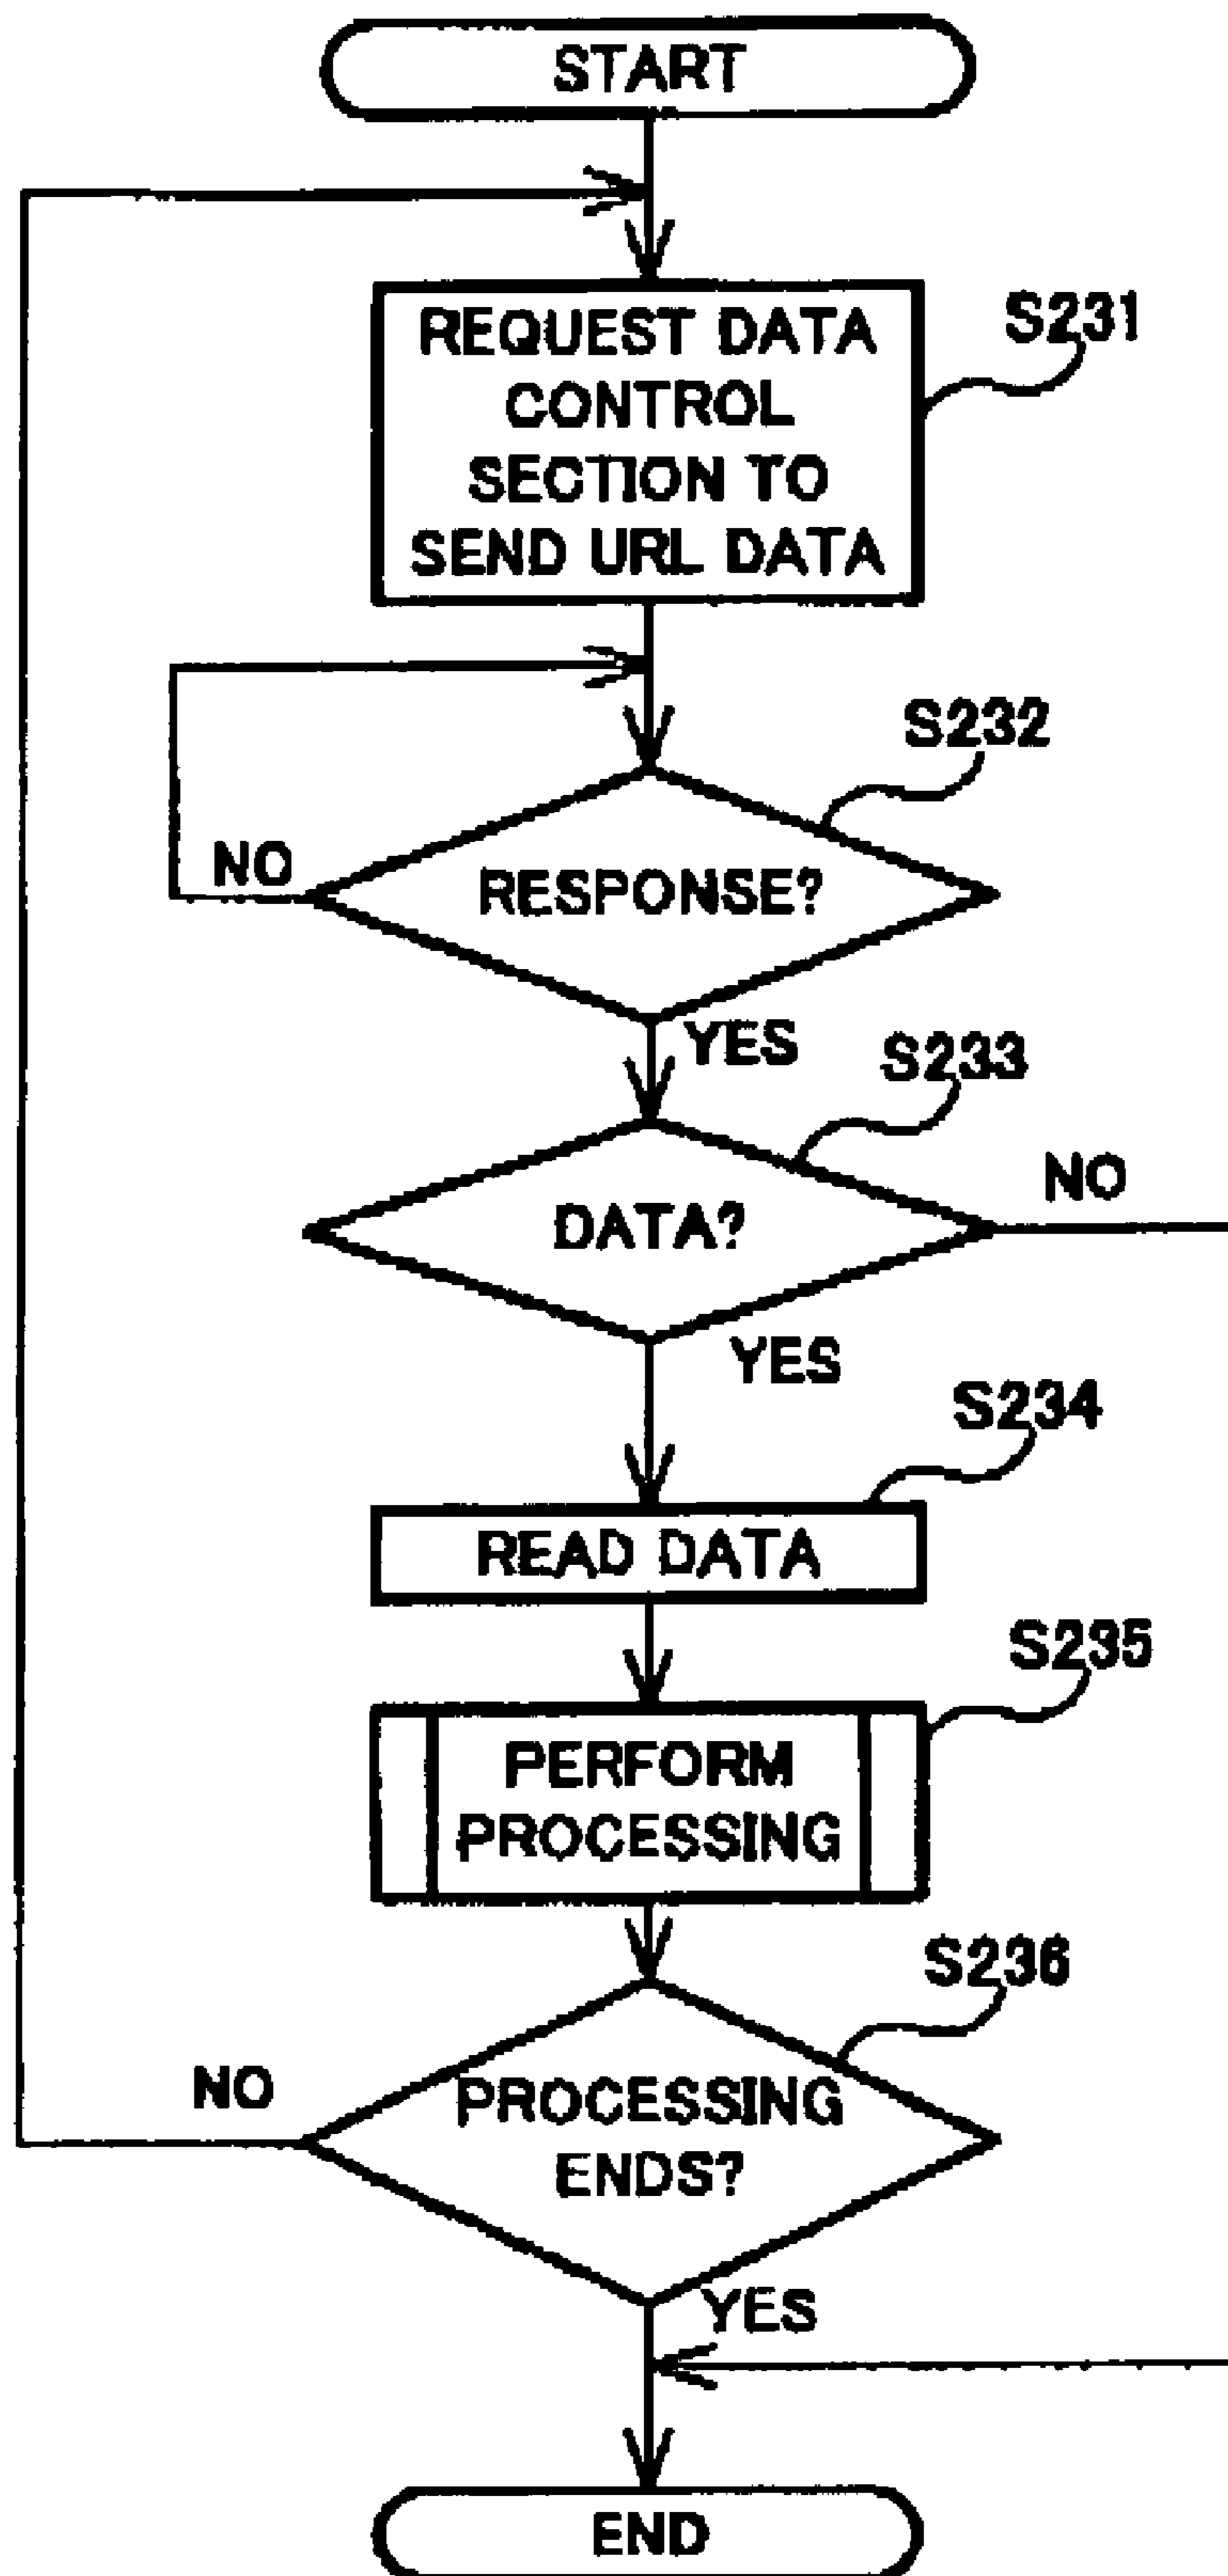 START
REQUEST DATA
CONTROL
SECTION TO
SEND URL DATA
S231
S232
NO
RESPONSE?
YES
S233
NO
DATA?
YES
S234
READ DATA
S235
PERFORM
PROCESSING
S236
NO
PROCESSING
ENDS?
YES
END